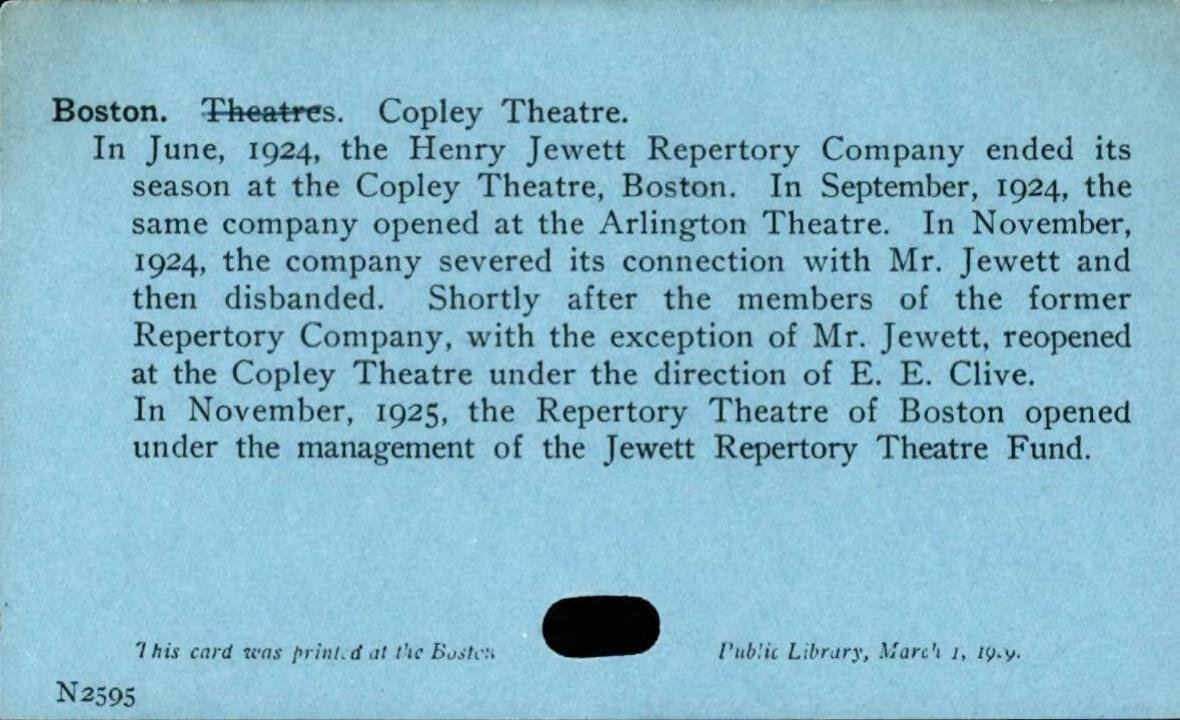 Boston. Theatres. Copley Theatre.
In June, 1924, the Henry Jewett Repertory Company ended its
season at the Copley Theatre, Boston. In September, 1924, the
same company opened at the Arlington Theatre. In November,
1924, the company severed its connection with Mr. Jewett and
then disbanded. Shortly after the members of the former
Repertory Company, with the exception of Mr. Jewett, reopened
at the Copley Theatre under the direction of E. E. Clive.
In November, 1925, the Repertory Theatre of Boston opened
under the management of the Jewett Repertory Theatre Fund.
This card was printed at the Boston Public Library, March 1,
N2595